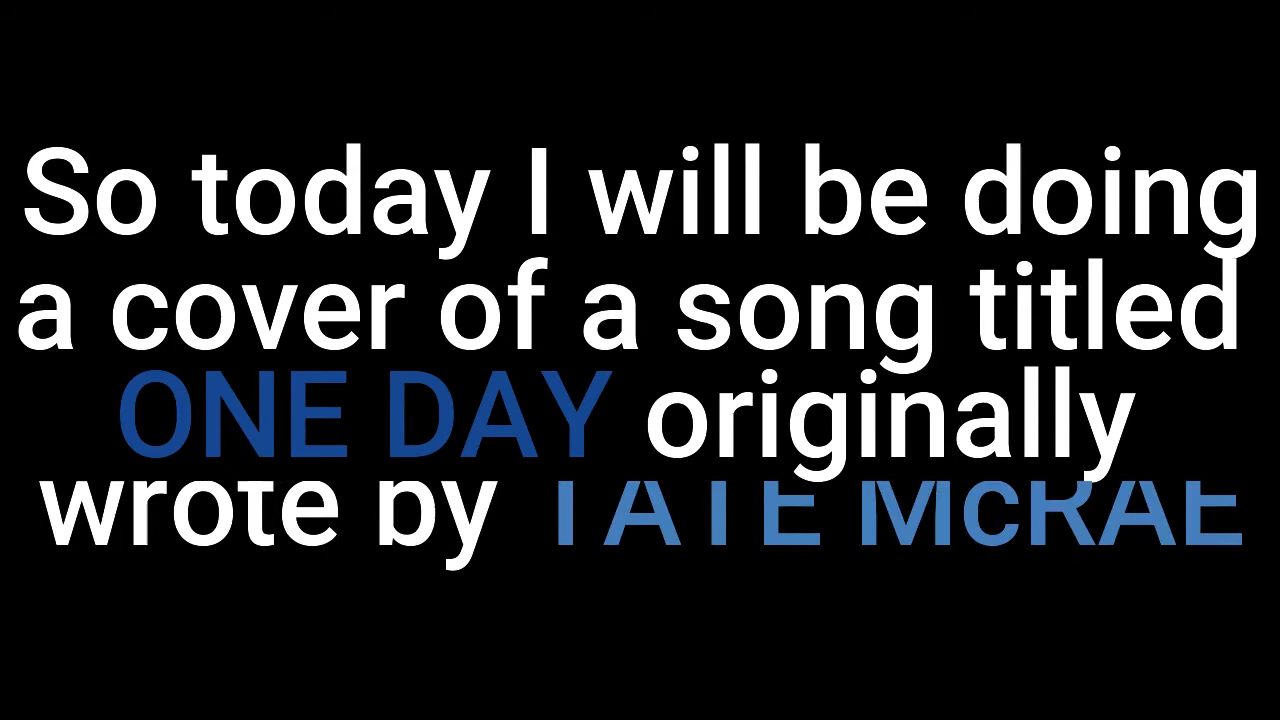 So today I will be doing
a cover of a song titled
ONE DAY originally
wrote by TATE McRAE